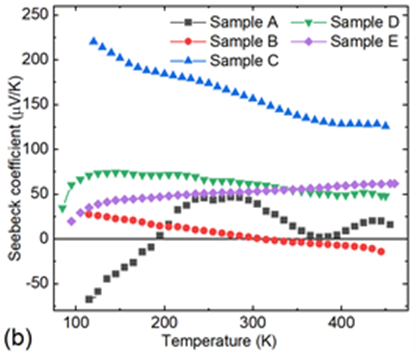 Sample A
Sample D
Sample B
Sample E
Sample C
250
200
150
100
50
0
-50
Seebeck coefficient (µV/K)
100
200
300
400
Temperature (K)
(b)